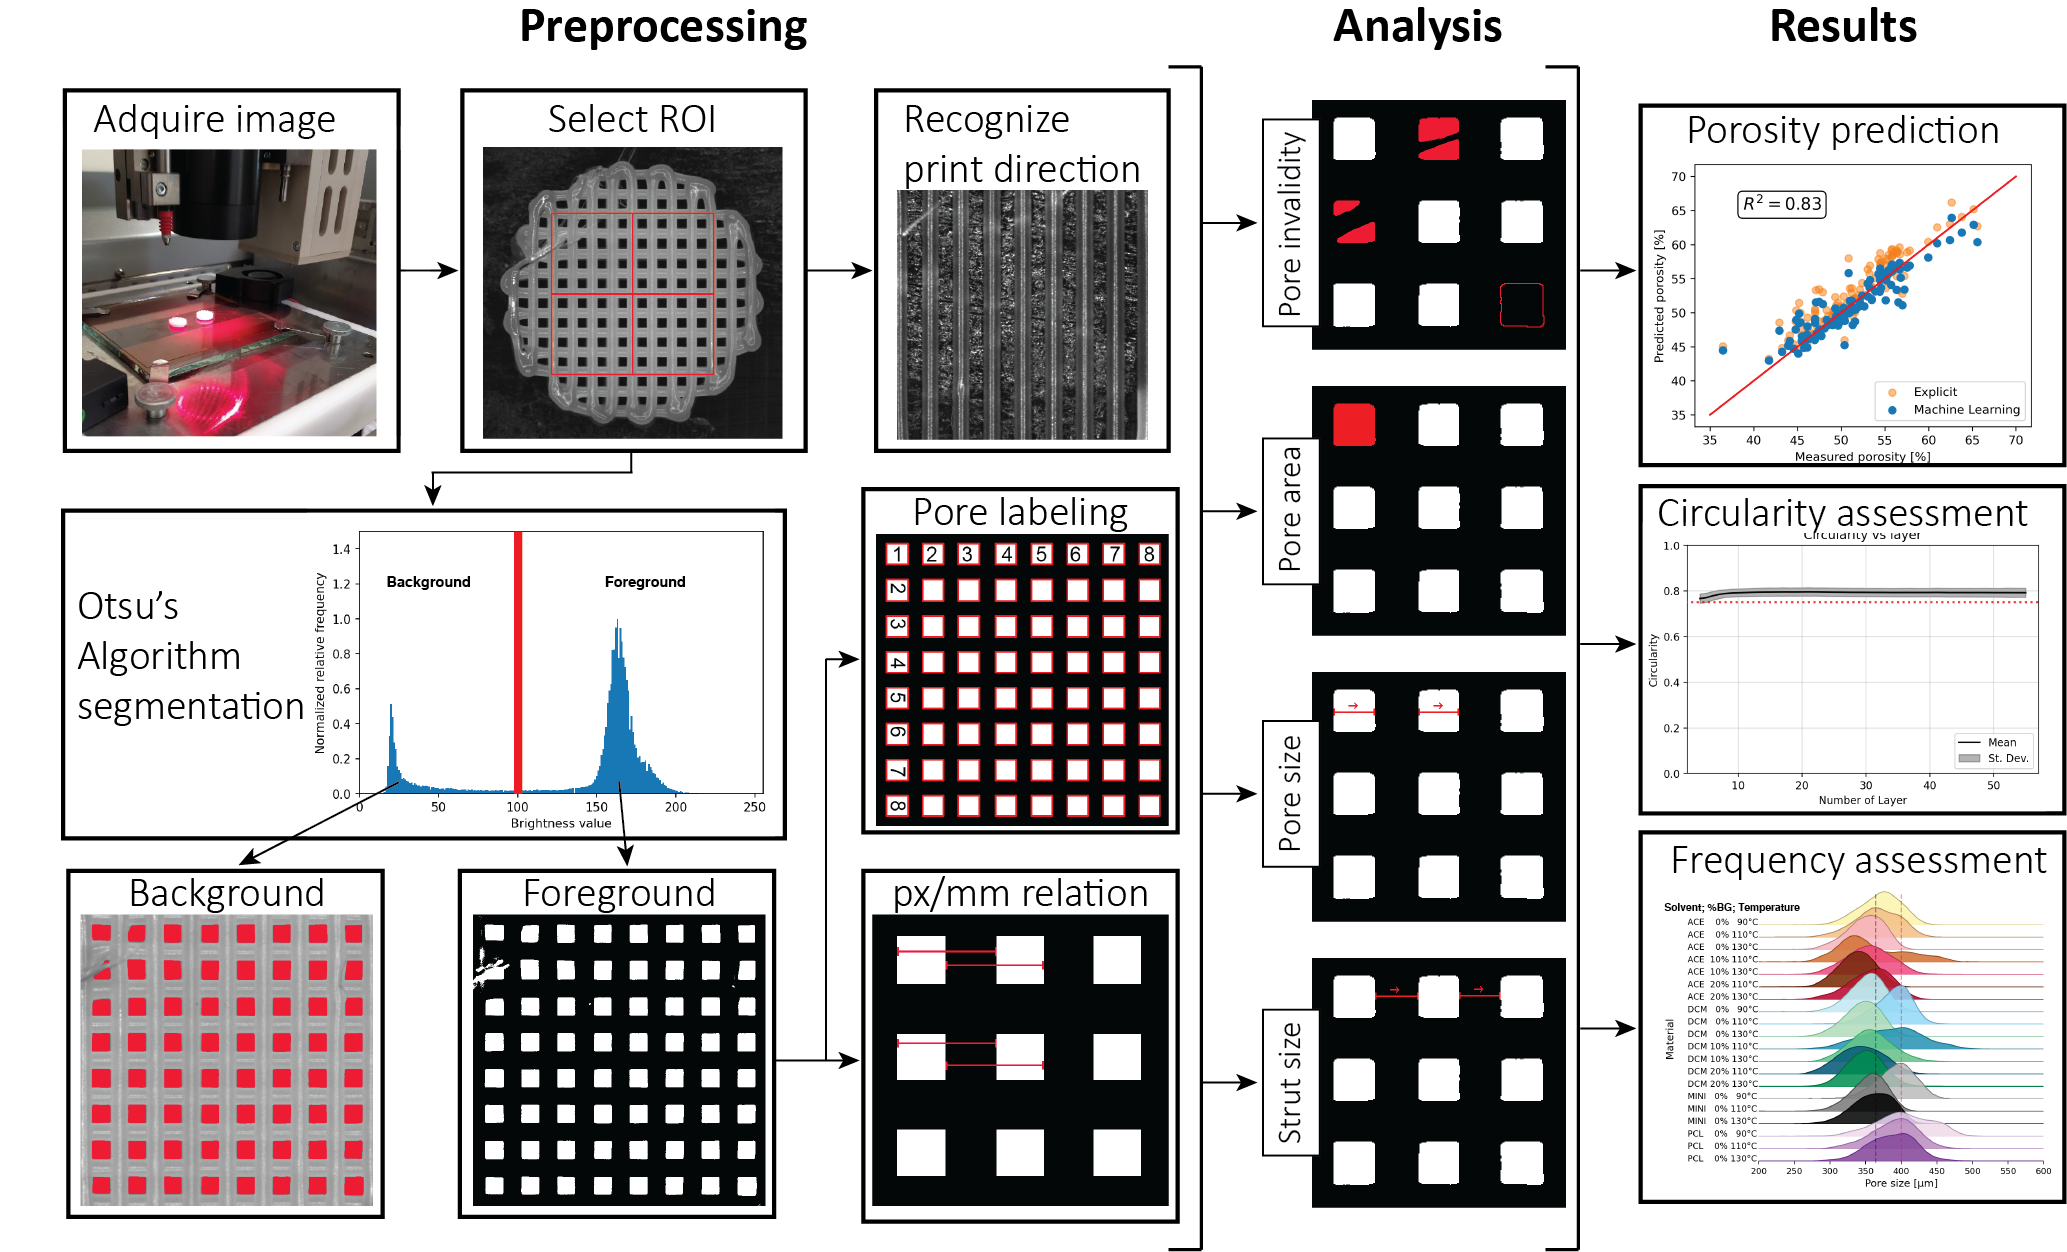 Preprocessing
Analysis
Results
Adquire image
Select ROI
Recognize
print direction
Otsu's
Algorithm
segmentation
Normalized relative frequency
1.4
1.2
1.0
0.8
0.6
0.4
0.2
0.0
Background
Foreground
0
50
100
150
200
250
Brightness value
Background
Foreground
Pore labeling
1 2 3 4 5 6 7 8
2
3
4
5
6
7
8
px/mm relation
Pore invalidity
Pore area
Pore size
→ →
Strut size
→ →
Porosity prediction
Predicted porosity [%]
70
65
60
55
50
45
40
35
R² = 0.83
Explicit
Machine Learning
35 40 45 50 55 60 65 70
Measured porosity [%]
Circularity assessment
Circularity vs layer
Circularity
1.0
0.8
0.6
0.4
0.2
0.0
Mean
St. Dev.
10 20 30 40 50
Number of Layer
Frequency assessment
Solvent; %BG; Temperature
Material
ACE 0% 90°C
ACE 0% 110°C
ACE 0% 130°C
ACE 10% 110°C
ACE 10% 130°C
ACE 20% 110°C
ACE 20% 130°C
DCM 0% 90°C
DCM 0% 110°C
DCM 0% 130°C
DCM 10% 110°C
DCM 10% 130°C
DCM 20% 110°C
DCM 20% 130°C
MINI 0% 90°C
MINI 0% 110°C
MINI 0% 130°C
PCL 0% 90°C
PCL 0% 110°C
PCL 0% 130°C
200 250 300 350 400 450 500 550 600
Pore size [μm]